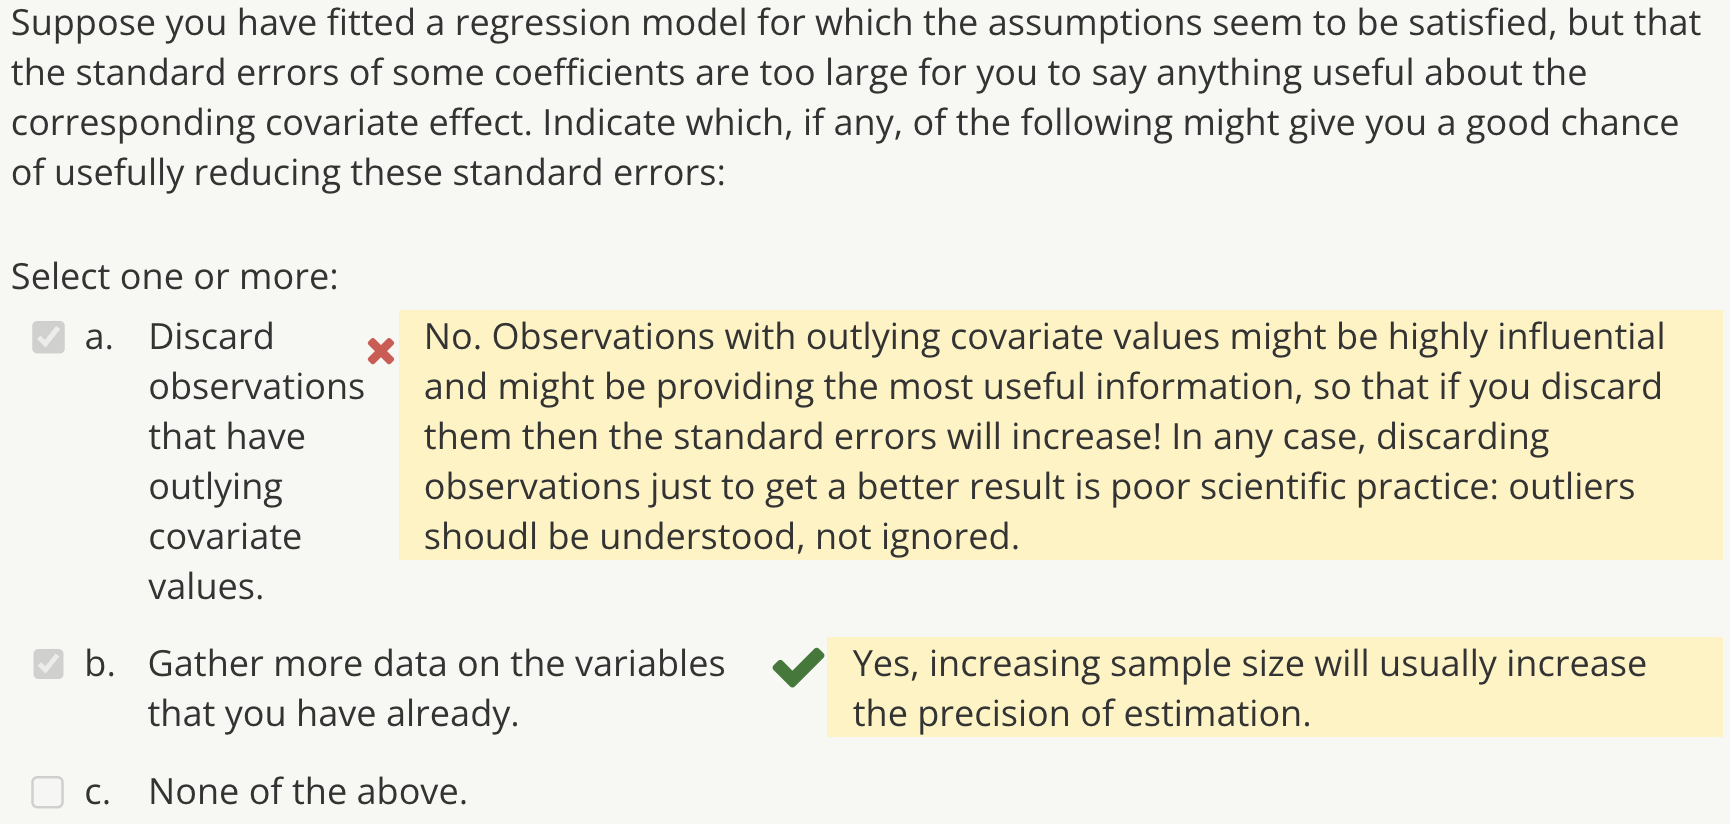 Suppose you have fitted a regression model for which the assumptions seem to be satisfied, but that
the standard errors of some coefficients are too large for you to say anything useful about the
corresponding covariate effect. Indicate which, if any, of the following might give you a good chance
of usefully reducing these standard errors:
Select one or more:
a. Discard
observations
that have
outlying
covariate
values.
No. Observations with outlying covariate values might be highly influential
and might be providing the most useful information, so that if you discard
them then the standard errors will increase! In any case, discarding
observations just to get a better result is poor scientific practice: outliers
shoudl be understood, not ignored.
b. Gather more data on the variables
that you have already.
Yes, increasing sample size will usually increase
the precision of estimation.
c. None of the above.